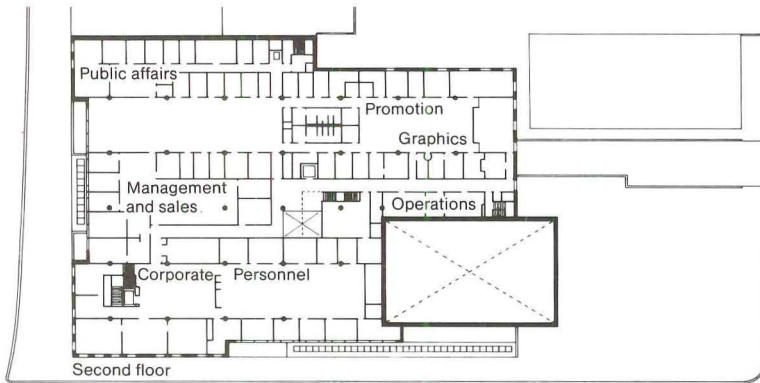 Public affairs
Promotion
Graphics
Management
and sales
Operations
Corporate
Personnel
Second floor